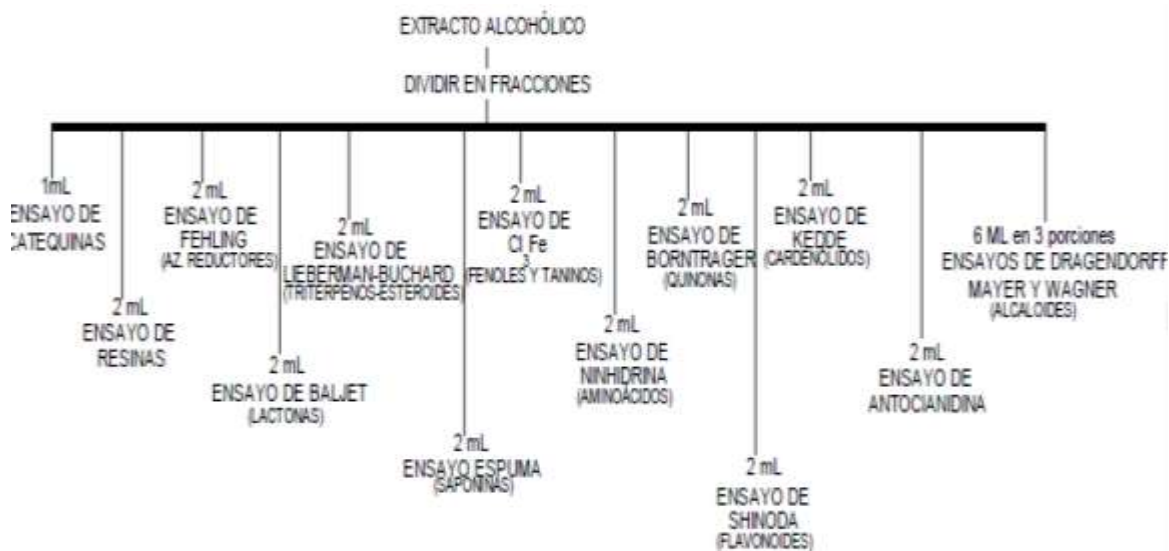 EXTRACTO ALCOHÓLICO
DIVIDIR EN FRACCIONES
1mL
ENSAYO DE
CATEQUINAS
2 mL
ENSAYO DE
RESINAS
2 mL
ENSAYO DE
FEHLING
(AZ. REDUCTORES)
2 mL
ENSAYO DE BALJET
(LACTONAS)
2 mL
ENSAYO DE
LIEBERMAN-BUCHARD
(TRITERPENOS-ESTEROIDES)
2 mL
ENSAYO ESPUMA
(SAPONINAS)
2 mL
ENSAYO DE
Cl Fe
3
(FENOLES Y TANINOS)
2 mL
ENSAYO DE
NINHIDRINA
(AMINOÁCIDOS)
2 mL
ENSAYO DE
BORNTRAGER
(QUINONAS)
2 mL
ENSAYO DE
SHINODA
(FLAVONOIDES)
2 mL
ENSAYO DE
KEDDE
(CARDENÓLIDOS)
2 mL
ENSAYO DE
ANTOCIANIDINA
6 ML en 3 porciones
ENSAYOS DE DRAGENDORFF
MAYER Y WAGNER
(ALCALOIDES)